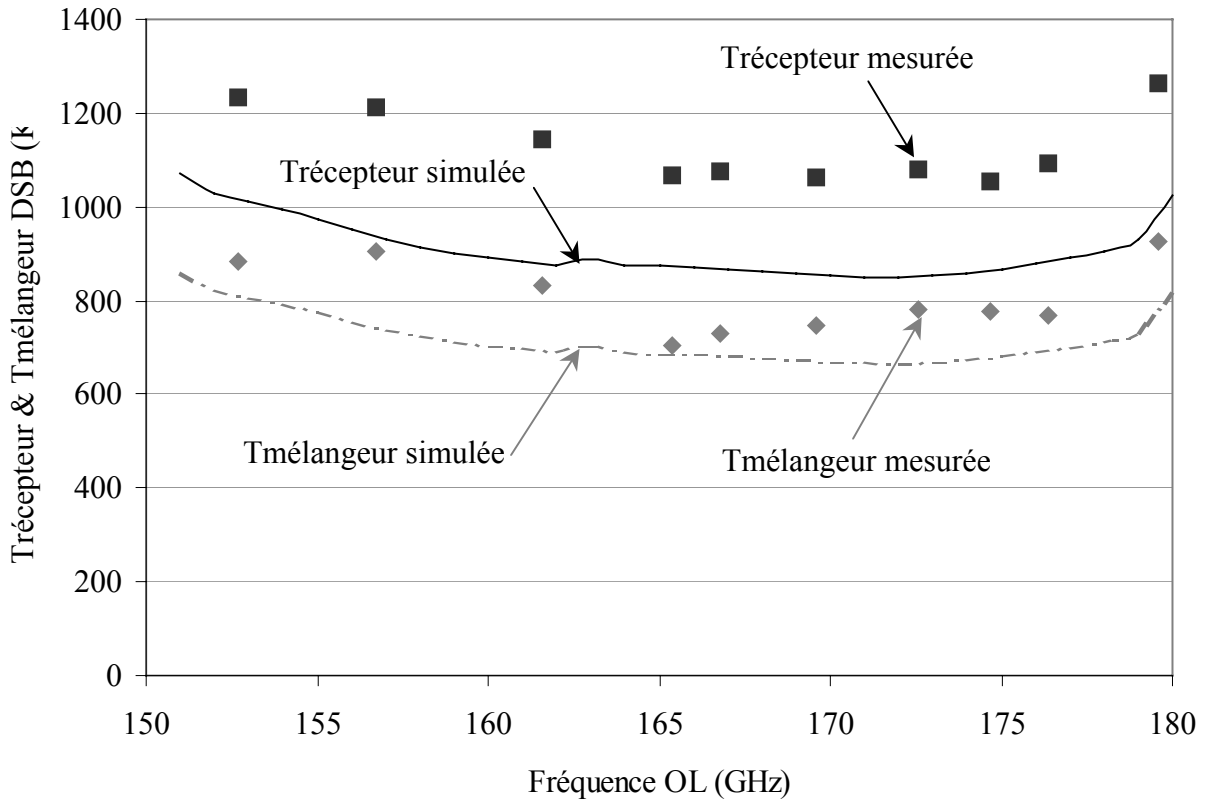 1400
1200
1000
800
600
400
200
0
Trécepteur & Tmélangeur DSB (K
Trécepteur mesurée
Trécepteur simulée
Tmélangeur simulée
Tmélangeur mesurée
150 155 160 165 170 175 180
Fréquence OL (GHz)